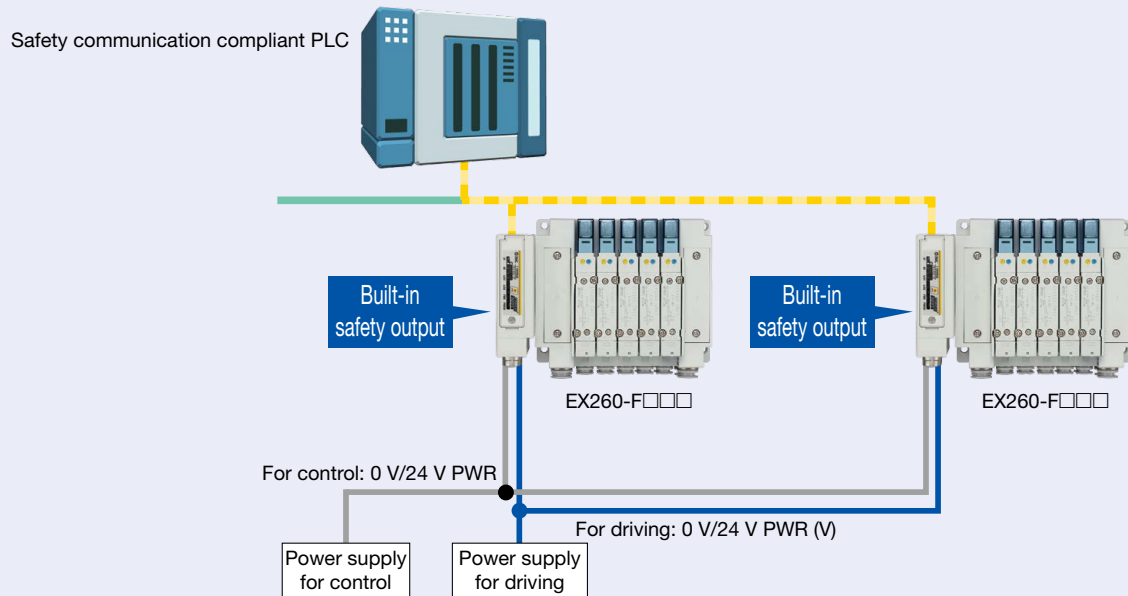 Safety communication compliant PLC
Built-in
safety output
Built-in
safety output
EX260-F□□□
EX260-F□□□
For control: 0 V/24 V PWR
For driving: 0 V/24 V PWR (V)
Power supply
for control
Power supply
for driving